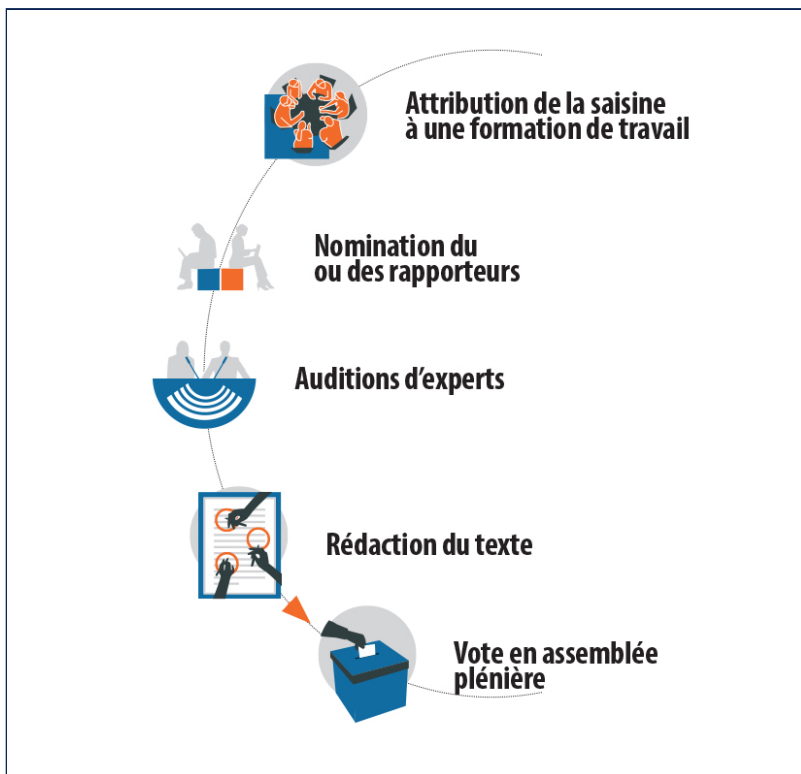 Attribution de la saisine
à une formation de travail
Nomination du
ou des rapporteurs
Auditions d’experts
Rédaction du texte
Vote en assemblée
plénière